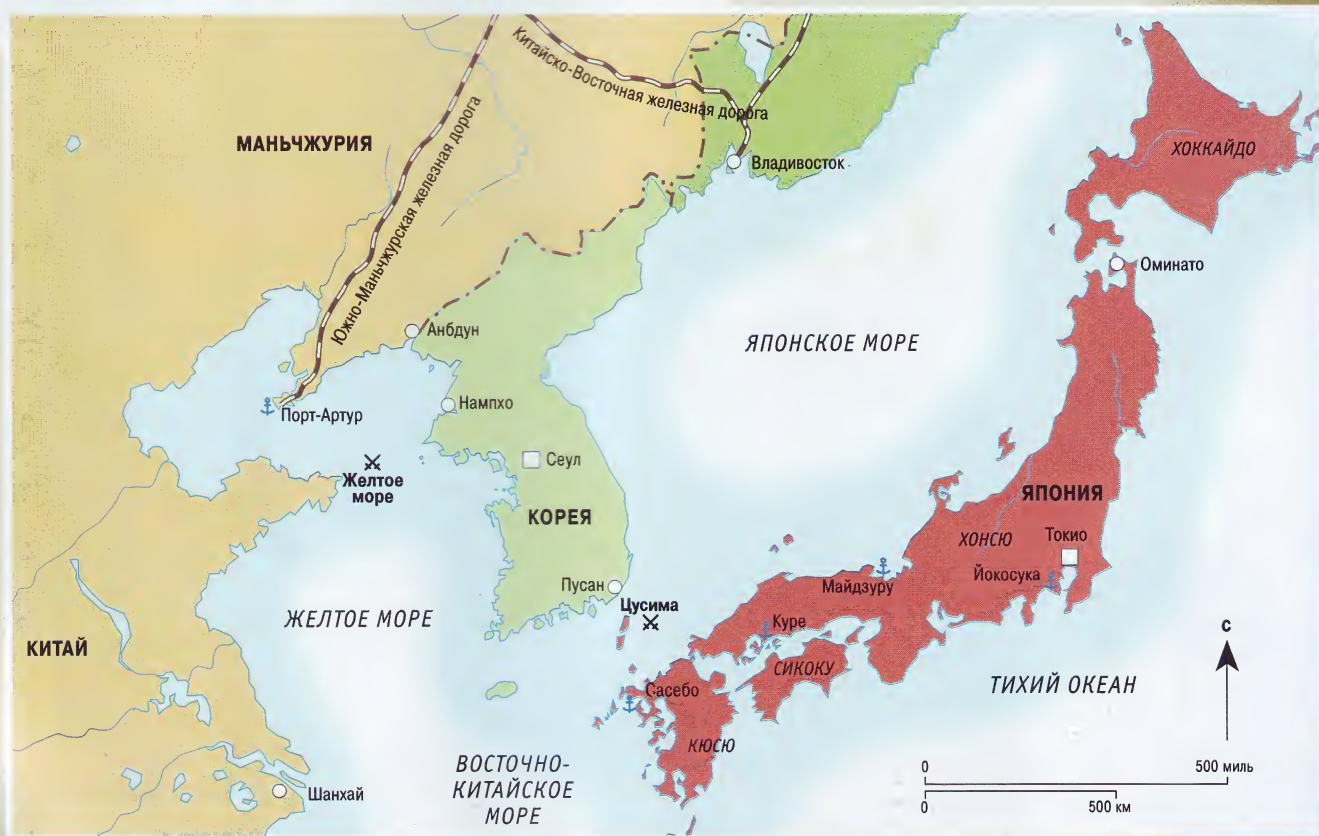 Китайско-Восточная железная дорога
МАНЬЧЖУРИЯ
Южно-Маньчжурская железная дорога
Владивосток
ХОККАЙДО
Оминато
Анбдун
ЯПОНСКОЕ МОРЕ
Порт-Артур
Нампхо
Сеул
Желтое
море
КОРЕЯ
ЯПОНИЯ
ХОНСЮ
Токио
Йокосука
Майдзуру
Пусан
Цусима
Куре
ЖЕЛТОЕ МОРЕ
КИТАЙ
СИКОКУ
Сасебо
ТИХИЙ ОКЕАН
С
КЮСЮ
ВОСТОЧНО-
КИТАЙСКОЕ
МОРЕ
Шанхай
0 500 миль
0 500 км